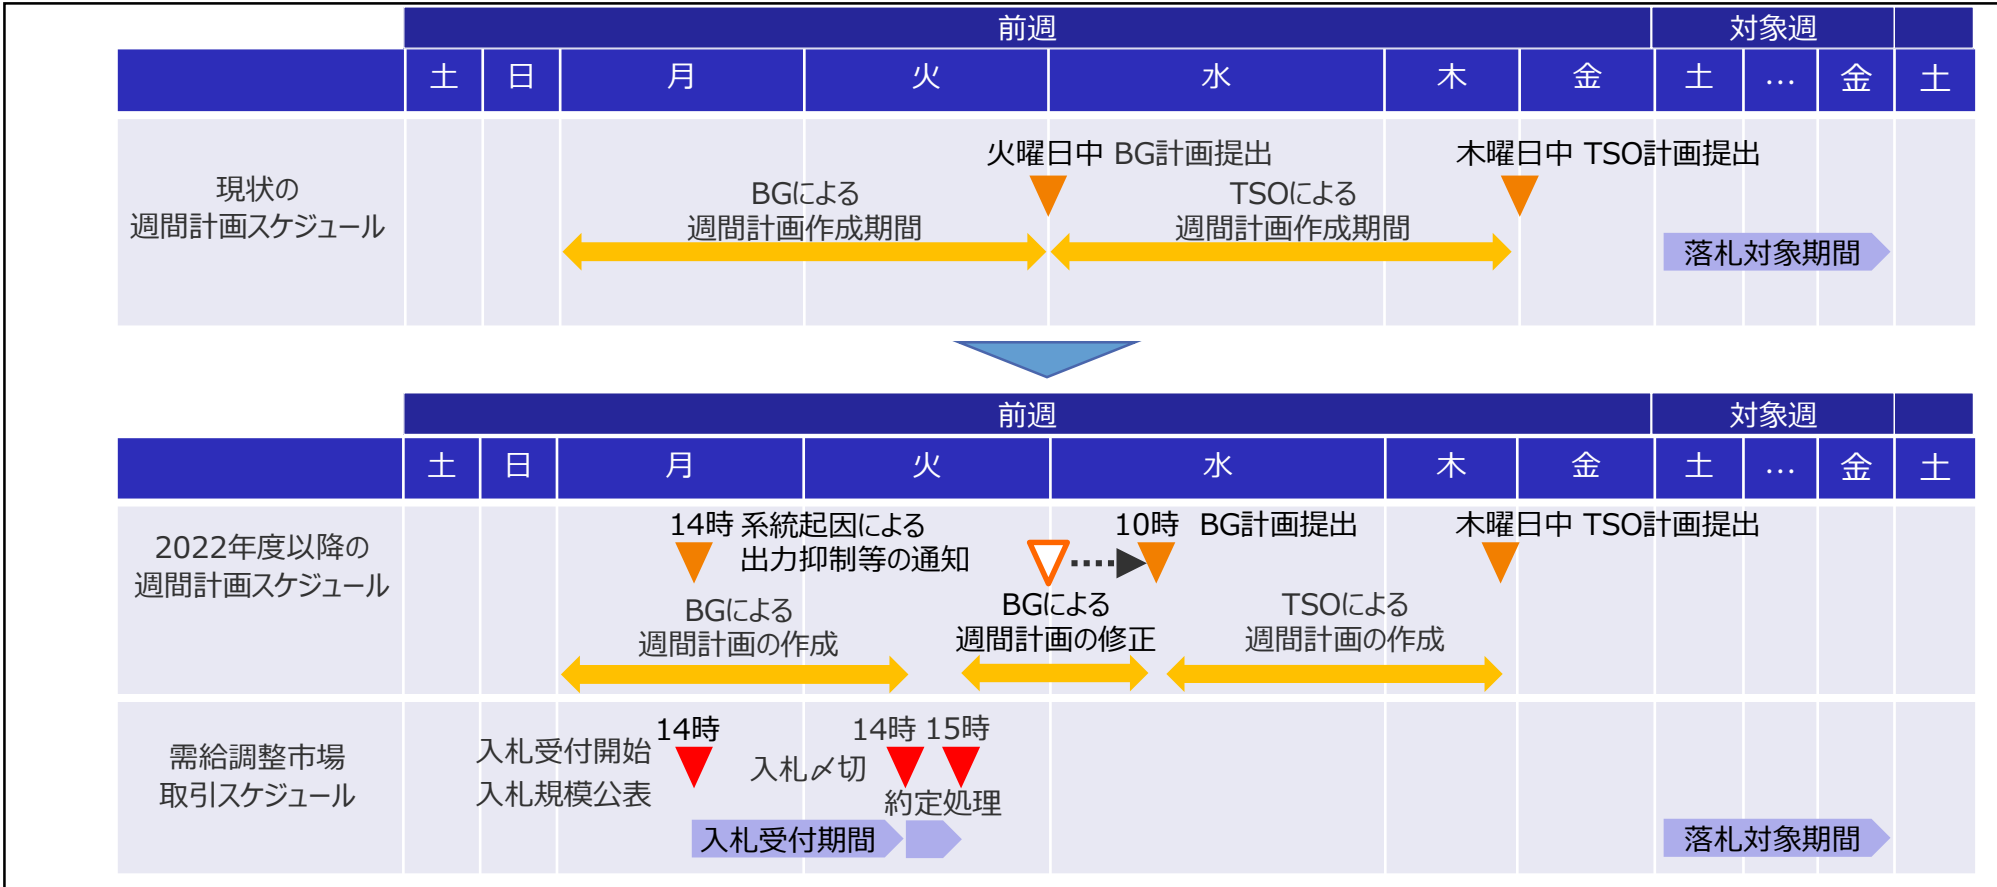 前週
対象週
土 日 月 火 水 木 金 土 … 金 土
現状の
週間計画スケジュール
火曜日中 BG計画提出
木曜日中 TSO計画提出
BGによる
週間計画作成期間
TSOによる
週間計画作成期間
落札対象期間
前週
対象週
土 日 月 火 水 木 金 土 … 金 土
2022年度以降の
週間計画スケジュール
14時 系統起因による
出力抑制等の通知
10時 BG計画提出
木曜日中 TSO計画提出
BGによる
週間計画の作成
BGによる
週間計画の修正
TSOによる
週間計画の作成
需給調整市場
取引スケジュール
入札受付開始
入札規模公表
14時
入札〆切
14時 15時
約定処理
入札受付期間
落札対象期間